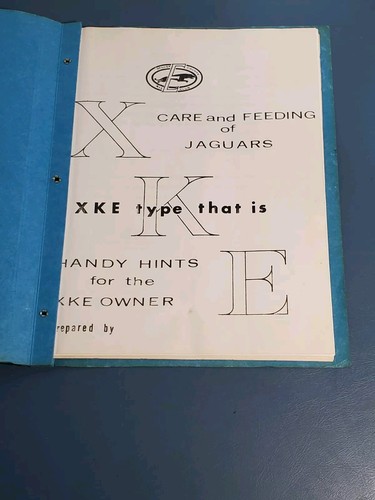 CARE and FEEDING
of
JAGUARS
X
XKE type that is
K
HANDY HINTS
for the
XKE OWNER
E
repared by